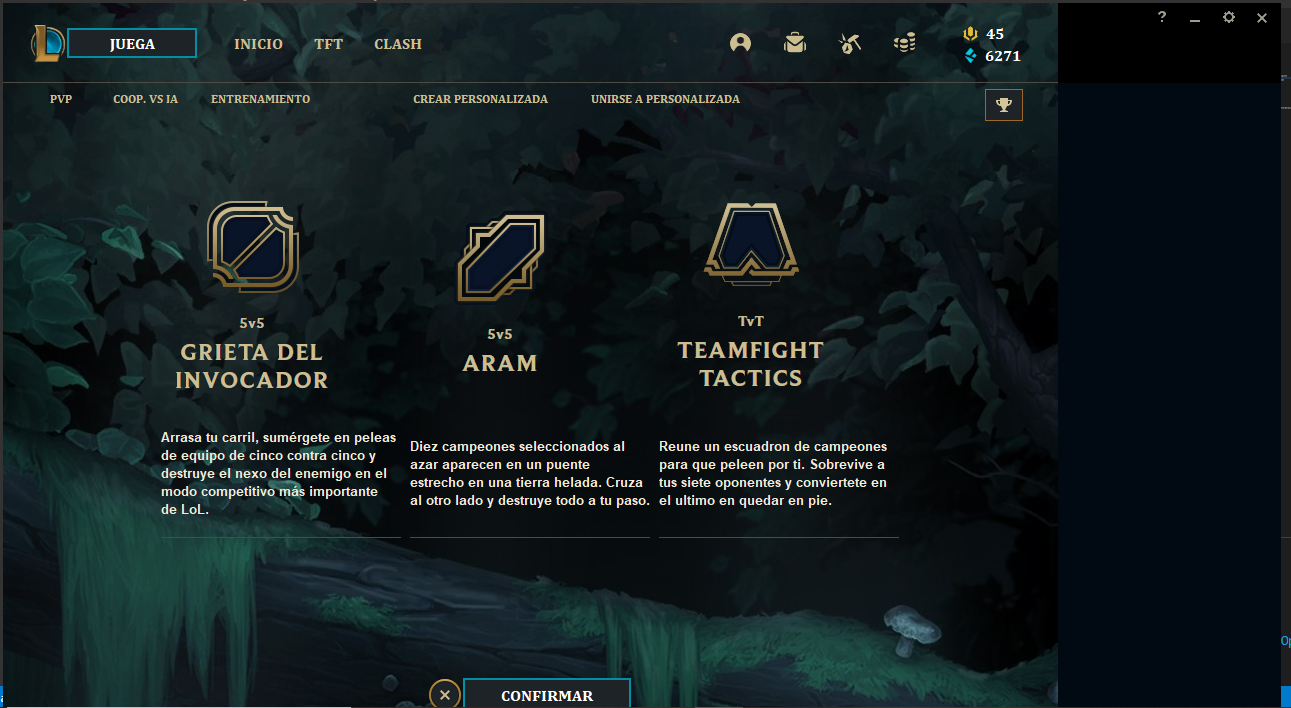 ?
JUEGA
INICIO
TFT
CLASH
45
6271
PVP
COOP. VS IA
ENTRENAMIENTO
CREAR PERSONALIZADA
UNIRSE A PERSONALIZADA
5v5
GRIETA DEL
INVOCADOR
Arrasa tu carril, sumérgete en peleas
de equipo de cinco contra cinco y
destruye el nexo del enemigo en el
modo competitivo más importante
de LoL.
5v5
ARAM
Diez campeones seleccionados al
azar aparecen en un puente
estrecho en una tierra helada. Cruza
al otro lado y destruye todo a tu paso.
TvT
TEAMFIGHT
TACTICS
Reune un escuadron de campeones
para que peleen por ti. Sobrevive a
tus siete oponentes y conviertete en
el ultimo en quedar en pie.
CONFIRMAR